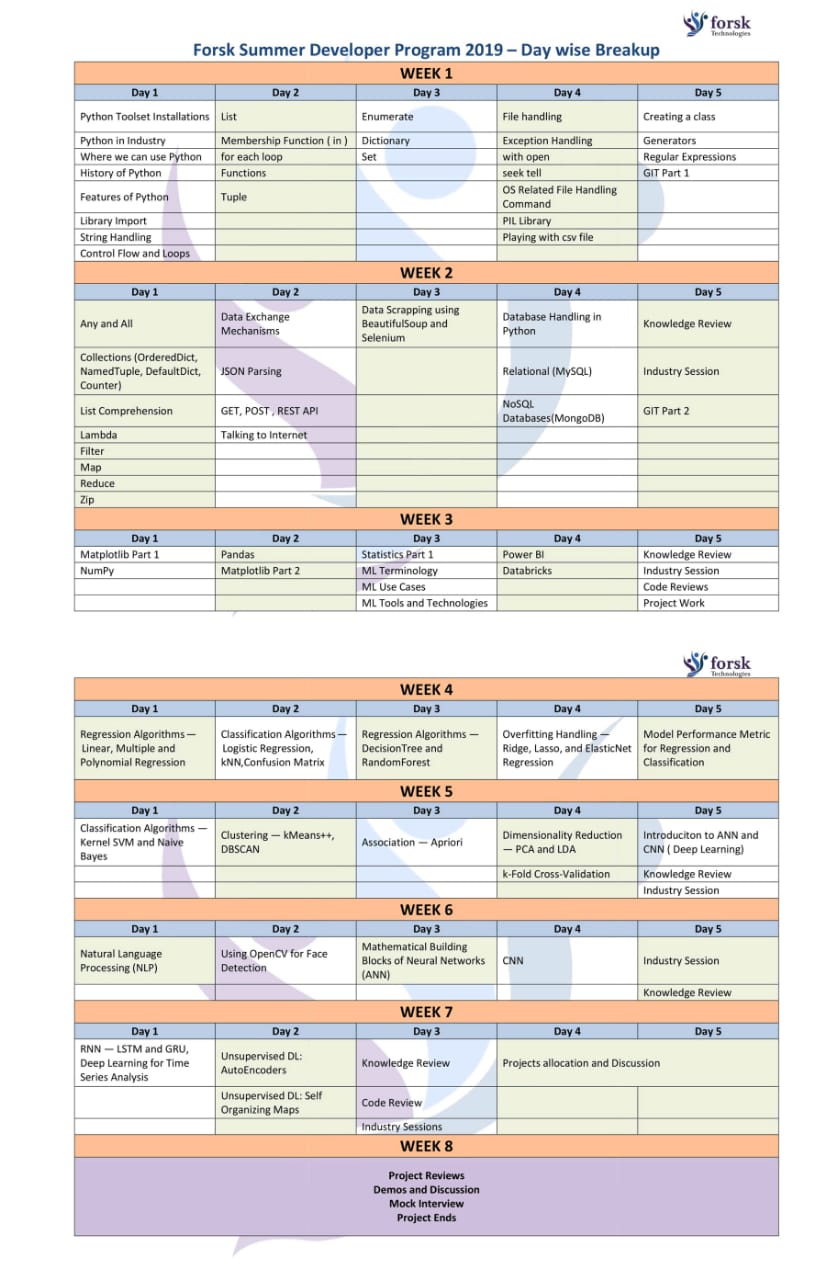 forsk
Technologies
Forsk Summer Developer Program 2019 – Day wise Breakup
WEEK 1
Day 1 Day 2 Day 3 Day 4 Day 5
Python Toolset Installations List Enumerate File handling Creating a class
Python in Industry Membership Function ( in ) Dictionary Exception Handling Generators
Where we can use Python for each loop Set with open Regular Expressions
History of Python Functions seek tell GIT Part 1
Features of Python Tuple OS Related File Handling
Command
Library Import PIL Library
String Handling Playing with csv file
Control Flow and Loops
WEEK 2
Day 1 Day 2 Day 3 Day 4 Day 5
Any and All Data Exchange
Mechanisms Data Scrapping using
BeautifulSoup and
Selenium Database Handling in
Python Knowledge Review
Collections (OrderedDict,
NamedTuple, DefaultDict,
Counter) JSON Parsing Relational (MySQL) Industry Session
List Comprehension GET, POST , REST API NoSQL
Databases(MongoDB) GIT Part 2
Lambda Talking to Internet
Filter
Map
Reduce
Zip
WEEK 3
Day 1 Day 2 Day 3 Day 4 Day 5
Matplotlib Part 1 Pandas Statistics Part 1 Power BI Knowledge Review
NumPy Matplotlib Part 2 ML Terminology Databricks Industry Session
ML Use Cases Code Reviews
ML Tools and Technologies Project Work
forsk
Technologies
WEEK 4
Day 1 Day 2 Day 3 Day 4 Day 5
Regression Algorithms —
Linear, Multiple and
Polynomial Regression
Classification Algorithms —
Logistic Regression,
kNN,Confusion Matrix
Regression Algorithms —
DecisionTree and
RandomForest
Overfitting Handling —
Ridge, Lasso, and ElasticNet
Regression
Model Performance Metric
for Regression and
Classification
WEEK 5
Day 1 Day 2 Day 3 Day 4 Day 5
Classification Algorithms —
Kernel SVM and Naive
Bayes
Clustering — kMeans++,
DBSCAN
Association — Apriori
Dimensionality Reduction
— PCA and LDA
Introduciton to ANN and
CNN ( Deep Learning)
k-Fold Cross-Validation Knowledge Review
Industry Session
WEEK 6
Day 1 Day 2 Day 3 Day 4 Day 5
Natural Language
Processing (NLP)
Using OpenCV for Face
Detection
Mathematical Building
Blocks of Neural Networks
(ANN)
CNN
Industry Session
Knowledge Review
WEEK 7
Day 1 Day 2 Day 3 Day 4 Day 5
RNN — LSTM and GRU,
Deep Learning for Time
Series Analysis
Unsupervised DL:
AutoEncoders
Knowledge Review
Projects allocation and Discussion
Unsupervised DL: Self
Organizing Maps
Code Review
Industry Sessions
WEEK 8
Project Reviews
Demos and Discussion
Mock Interview
Project Ends